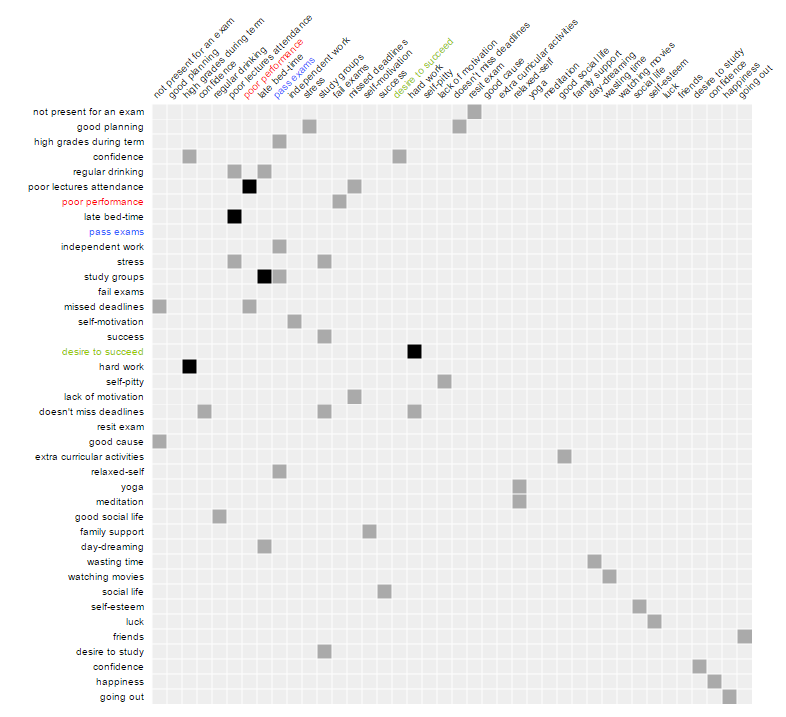 not present for an exam
good planning
high grades during term
confidence
regular drinking
poor lectures attendance
poor performance
late bed-time
pass exams
independent work
stress
study groups
fail exams
missed deadlines
self-motivation
success
desire to succeed
hard work
self-pitty
lack of motivation
doesn't miss deadlines
resit exam
good cause
extra curricular activities
relaxed-self
yoga
meditation
good social life
family support
day-dreaming
wasting time
watching movies
social life
self-esteem
luck
friends
desire to study
confidence
happiness
going out
not present for an exam
good planning
high grades during term
confidence
regular drinking
poor lectures attendance
poor performance
late bed-time
pass exams
independent work
stress
study groups
fail exams
missed deadlines
self-motivation
success
desire to succeed
hard work
self-pitty
lack of motivation
doesn't miss deadlines
resit exam
good cause
extra curricular activities
relaxed-self
yoga
meditation
good social life
family support
day-dreaming
wasting time
watching movies
social life
self-esteem
luck
friends
desire to study
confidence
happiness
going out